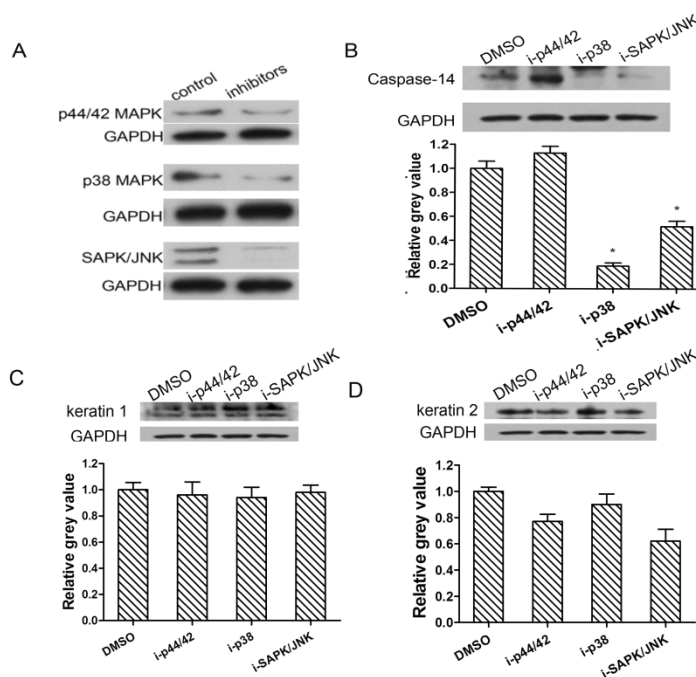 A
control inhibitors
p44/42 MAPK
GAPDH
p38 MAPK
GAPDH
SAPK/JNK
GAPDH
B
DMSO i-p44/42 i-p38 i-SAPK/JNK
Caspase-14
GAPDH
Relative grey value
1.2
1.0
0.8
0.6
0.4
0.2
0.0
* *
DMSO i-p44/42 i-p38 i-SAPK/JNK
C
DMSO i-p44/42 i-p38 i-SAPK/JNK
keratin 1
GAPDH
Relative grey value
1.2
1.0
0.8
0.6
0.4
0.2
0.0
DMSO i-p44/42 i-p38 i-SAPK/JNK
D
DMSO i-p44/42 i-p38 i-SAPK/JNK
keratin 2
GAPDH
Relative grey value
1.2
1.0
0.8
0.6
0.4
0.2
0.0
DMSO i-p44/42 i-p38 i-SAPK/JNK